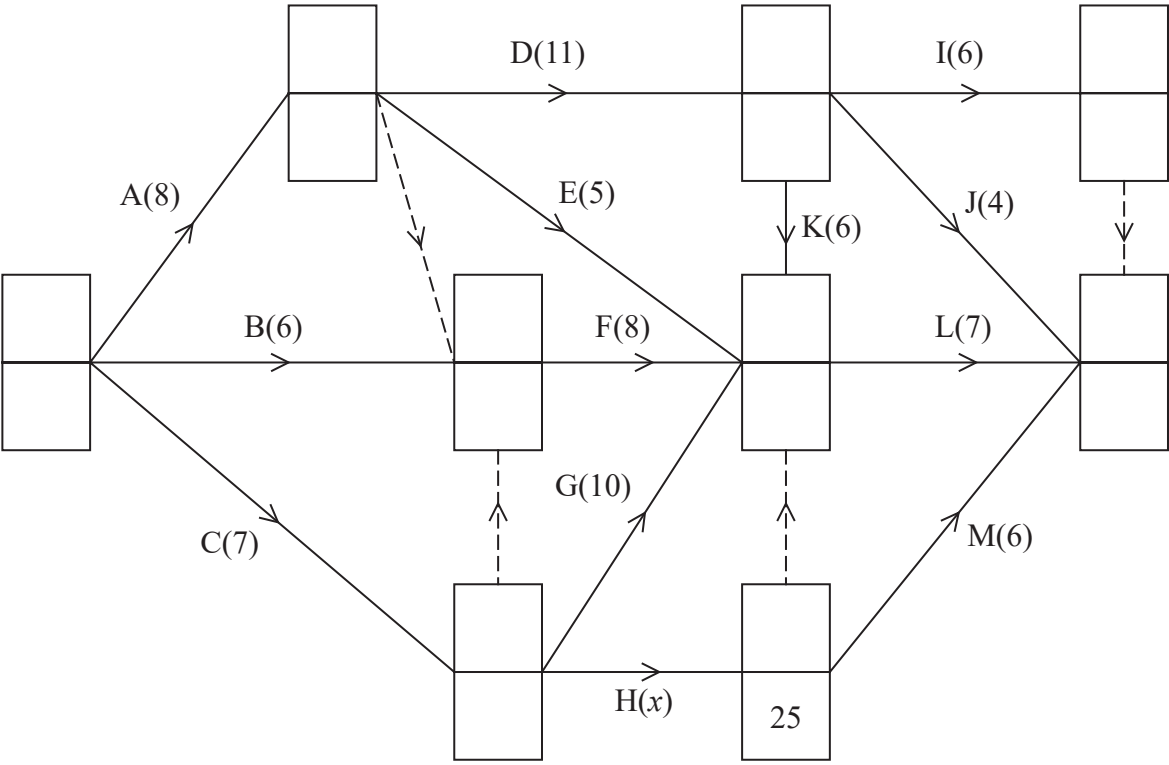 D(11)
I(6)
A(8)
E(5)
J(4)
K(6)
B(6)
F(8)
L(7)
G(10)
C(7)
M(6)
H(x)
25